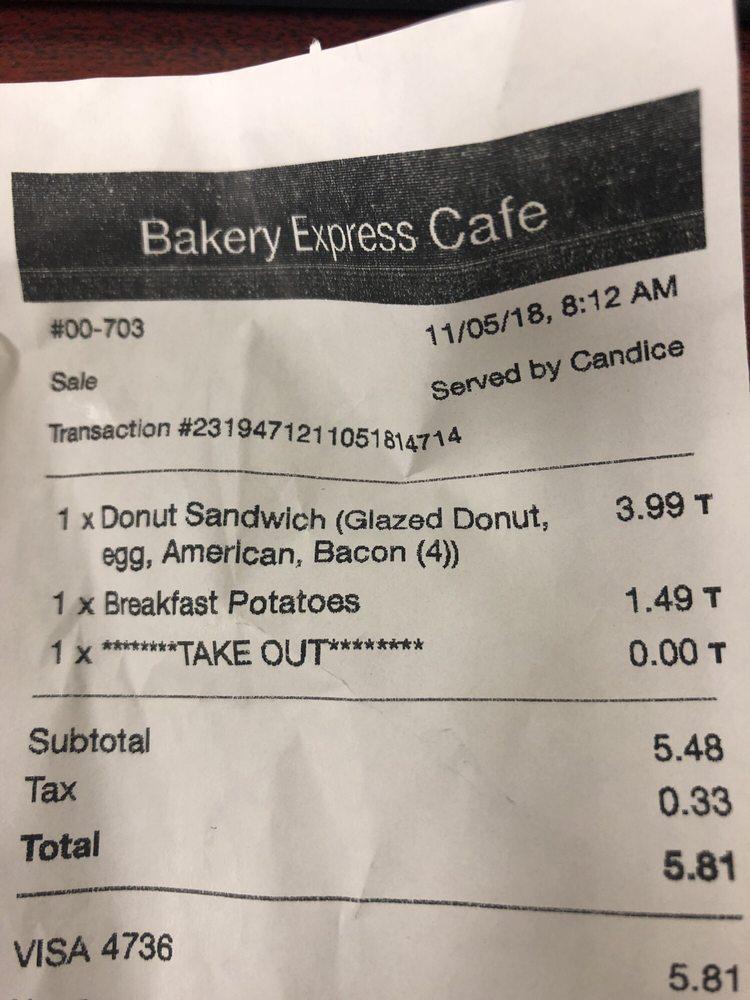 Bakery Express Cafe
#00-703 11/05/18, 8:12 AM
Sale Served by Candice
Transaction #23194712110518​14714
1 x Donut Sandwich (Glazed Donut, 3.99 T
egg, American, Bacon (4))
1 x Breakfast Potatoes 1.49 T
1 x ********TAKE OUT******** 0.00 T
Subtotal 5.48
Tax 0.33
Total 5.81
VISA 4736 5.81